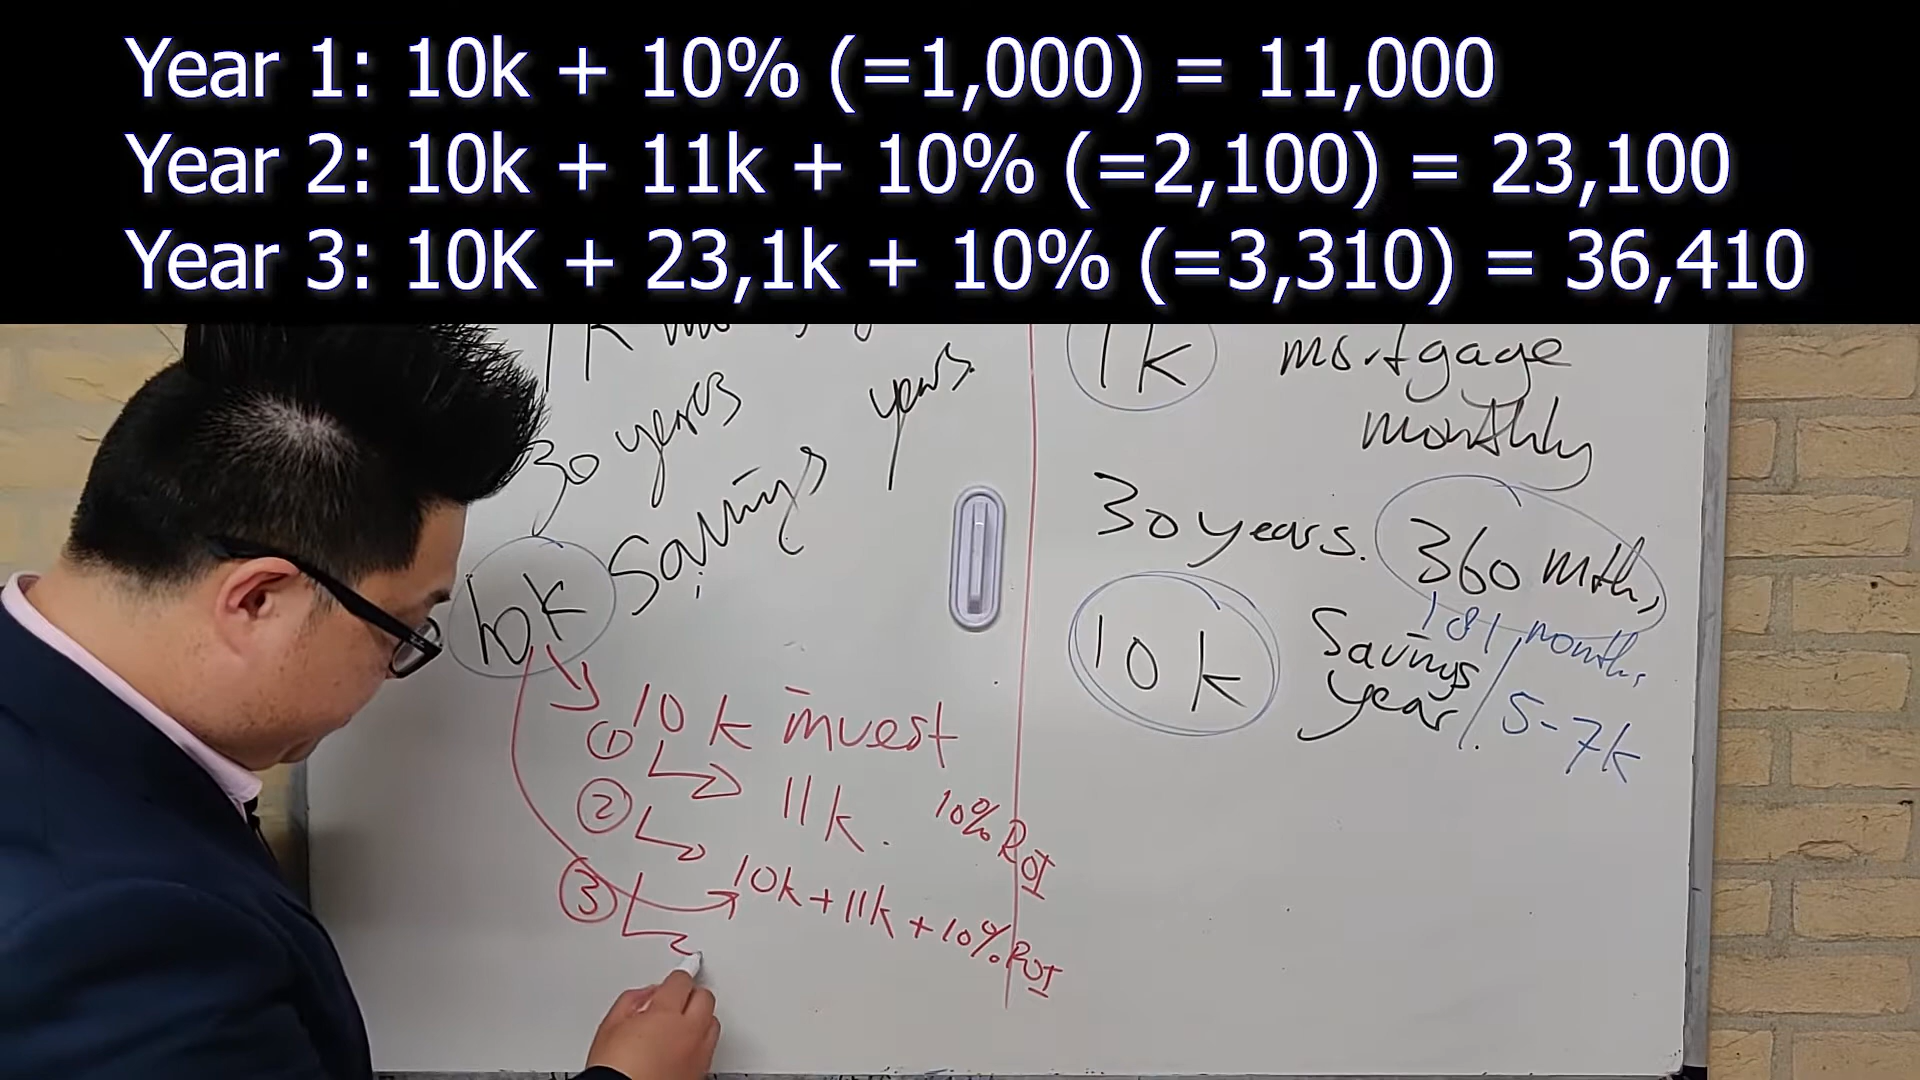 Year 1: 10k + 10% (=1,000) = 11,000
Year 2: 10k + 11k + 10% (=2,100) = 23,100
Year 3: 10K + 23,1k + 10% (=3,310) = 36,410
1k
30 years
years.
10k savings
① 10k invest
② 11k. 10% ROI
③ 10k + 11k + 10% ROI
1k mortgage
monthly
30 years. 360 mth,
181 months,
10k Savings
year. / 5-7k